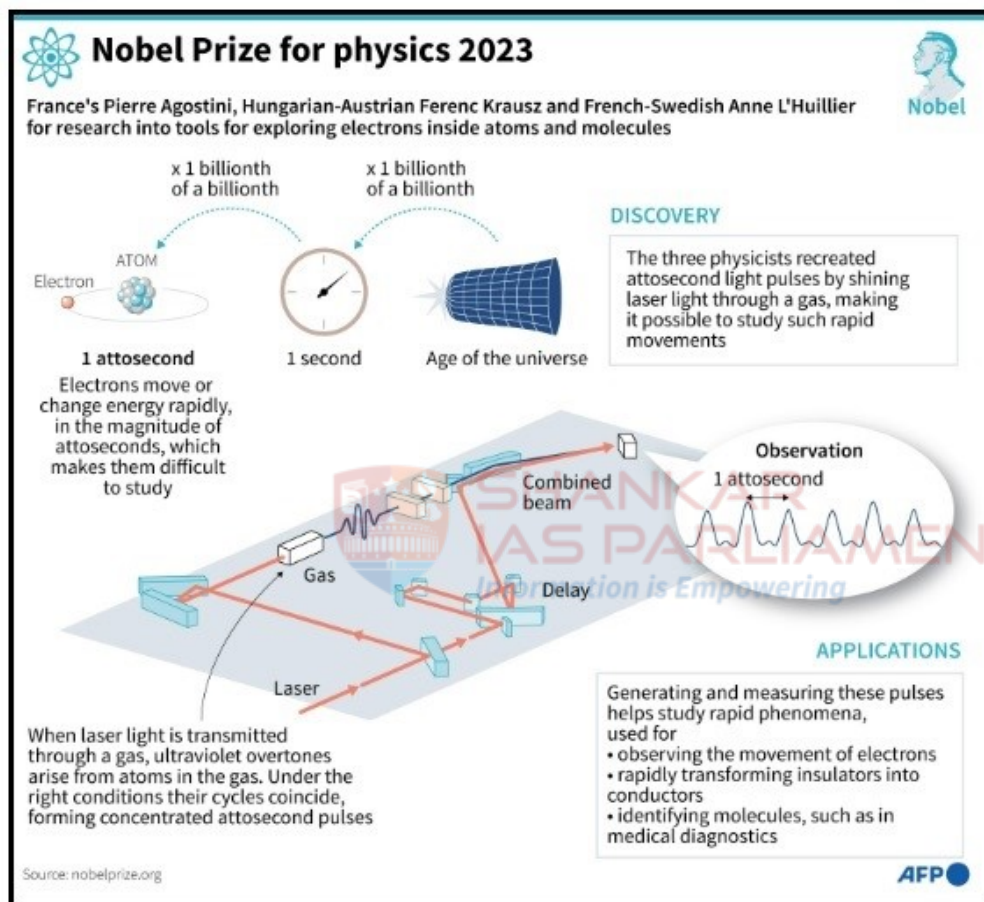 Nobel Prize for physics 2023
Nobel
France's Pierre Agostini, Hungarian-Austrian Ferenc Krausz and French-Swedish Anne L'Huillier
for research into tools for exploring electrons inside atoms and molecules
x 1 billionth
of a billionth
x 1 billionth
of a billionth
ATOM
Electron
1 attosecond
1 second
Age of the universe
Electrons move or
change energy rapidly,
in the magnitude of
attoseconds, which
makes them difficult
to study
DISCOVERY
The three physicists recreated
attosecond light pulses by shining
laser light through a gas, making
it possible to study such rapid
movements
Observation
1 attosecond
Combined
beam
Gas
Delay
Laser
SHANKAR
IAS PARLIAMEN
Information is Empowering
When laser light is transmitted
through a gas, ultraviolet overtones
arise from atoms in the gas. Under the
right conditions their cycles coincide,
forming concentrated attosecond pulses
APPLICATIONS
Generating and measuring these pulses
helps study rapid phenomena,
used for
• observing the movement of electrons
• rapidly transforming insulators into
conductors
• identifying molecules, such as in
medical diagnostics
Source: nobelprize.org
AFP